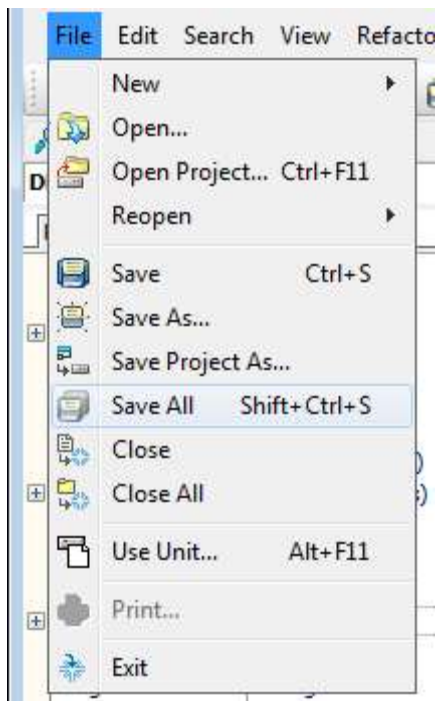 File Edit Search View Refacto
New
Open...
D
Open Project... Ctrl+F11
Reopen
Save Ctrl+S
Save As...
Save Project As...
Save All Shift+Ctrl+S
Close
Close All
Use Unit... Alt+F11
Print...
Exit